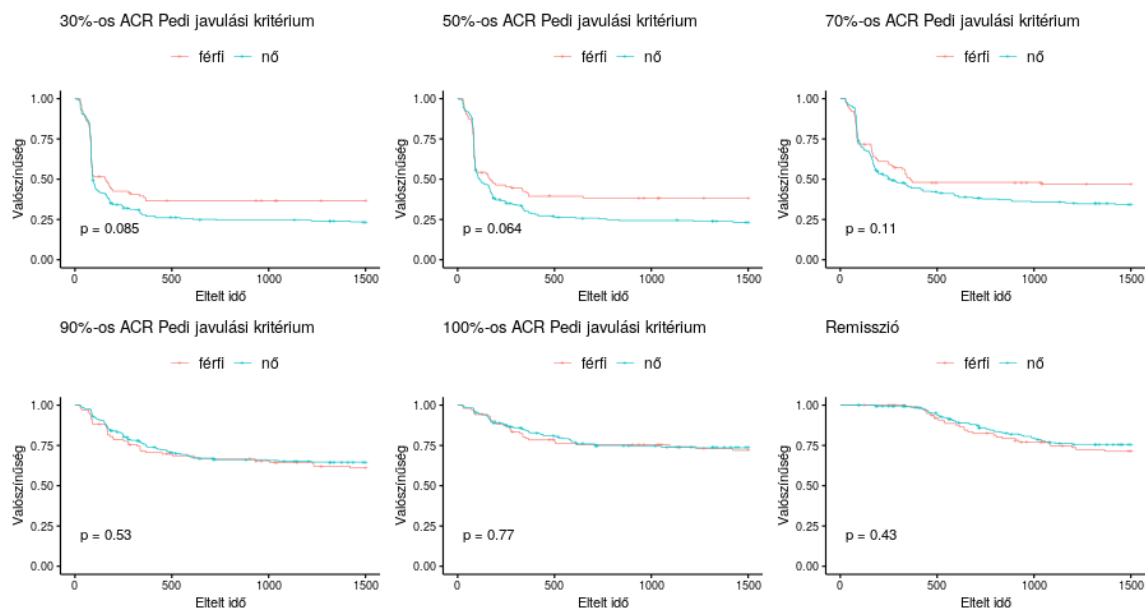 30%-os ACR Pedi javulási kritérium
férfi nő
Valószínűség
1.00
0.75
0.50
0.25
0.00
p = 0.085
0 500 1000 1500
Eltelt idő
50%-os ACR Pedi javulási kritérium
férfi nő
Valószínűség
1.00
0.75
0.50
0.25
0.00
p = 0.064
0 500 1000 1500
Eltelt idő
70%-os ACR Pedi javulási kritérium
férfi nő
Valószínűség
1.00
0.75
0.50
0.25
0.00
p = 0.11
0 500 1000 1500
Eltelt idő
90%-os ACR Pedi javulási kritérium
férfi nő
Valószínűség
1.00
0.75
0.50
0.25
0.00
p = 0.53
0 500 1000 1500
Eltelt idő
100%-os ACR Pedi javulási kritérium
férfi nő
Valószínűség
1.00
0.75
0.50
0.25
0.00
p = 0.77
0 500 1000 1500
Eltelt idő
Remisszió
férfi nő
Valószínűség
1.00
0.75
0.50
0.25
0.00
p = 0.43
0 500 1000 1500
Eltelt idő